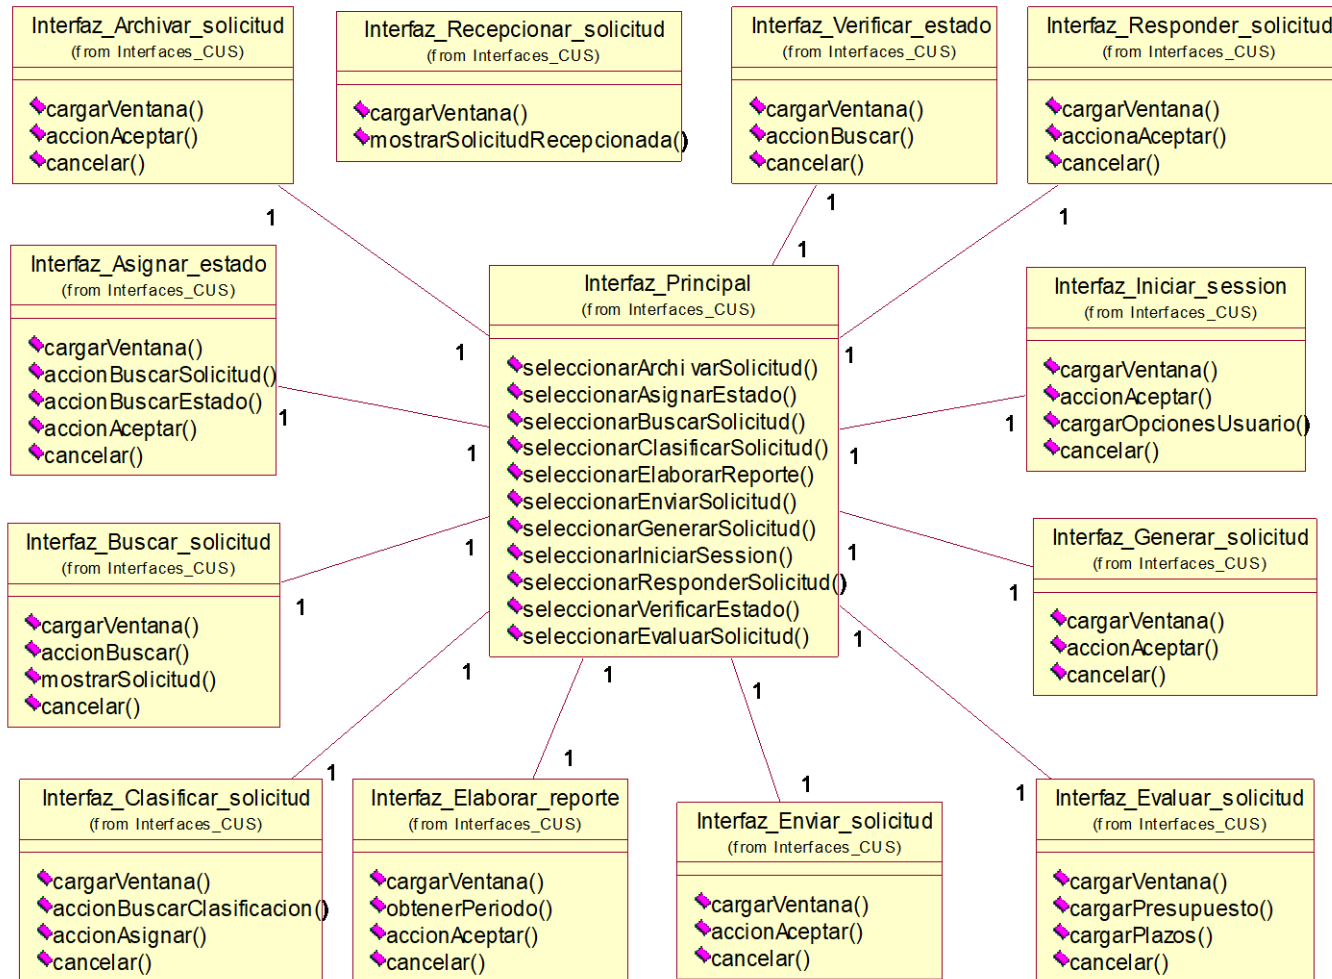 Interfaz_Archivar_solicitud
(from Interfaces_CUS)
cargarVentana()
accionAceptar()
cancelar()
Interfaz_Recepcionar_solicitud
(from Interfaces_CUS)
cargarVentana()
mostrarSolicitudRecepcionada()
Interfaz_Verificar_estado
(from Interfaces_CUS)
cargarVentana()
accionBuscar()
cancelar()
Interfaz_Responder_solicitud
(from Interfaces_CUS)
cargarVentana()
accionaAceptar()
cancelar()
1
1
1
1
Interfaz_Asignar_estado
(from Interfaces_CUS)
cargarVentana()
accionBuscarSolicitud()
accionBuscarEstado()
accionAceptar()
cancelar()
1
1
1
1
Interfaz_Principal
(from Interfaces_CUS)
seleccionarArchi varSolicitud()
seleccionarAsignarEstado()
seleccionarBuscarSolicitud()
seleccionarClasificarSolicitud()
seleccionarElaborarReporte()
seleccionarEnviarSolicitud()
seleccionarGenerarSolicitud()
seleccionarIniciarSession()
seleccionarResponderSolicitud()
seleccionarVerificarEstado()
seleccionarEvaluarSolicitud()
Interfaz_Iniciar_session
(from Interfaces_CUS)
cargarVentana()
accionAceptar()
cargarOpcionesUsuario()
cancelar()
1
1
Interfaz_Buscar_solicitud
(from Interfaces_CUS)
cargarVentana()
accionBuscar()
mostrarSolicitud()
cancelar()
1
1
1
1
Interfaz_Generar_solicitud
(from Interfaces_CUS)
cargarVentana()
accionAceptar()
cancelar()
1
1
1
1
1
1
1
1
Interfaz_Clasificar_solicitud
(from Interfaces_CUS)
cargarVentana()
accionBuscarClasificacion()
accionAsignar()
cancelar()
Interfaz_Elaborar_reporte
(from Interfaces_CUS)
cargarVentana()
obtenerPeriodo()
accionAceptar()
cancelar()
Interfaz_Enviar_solicitud
(from Interfaces_CUS)
cargarVentana()
accionAceptar()
cancelar()
Interfaz_Evaluar_solicitud
(from Interfaces_CUS)
cargarVentana()
cargarPresupuesto()
cargarPlazos()
cancelar()